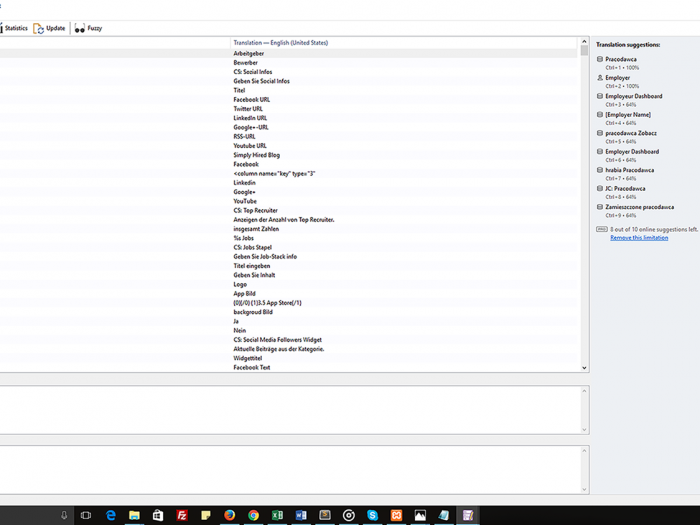 Statistics Update Fuzzy
Translation — English (United States)
Arbeitgeber
Bewerber
CS: Sozial Infos
Geben Sie Social Infos
Titel
Facebook URL
Twitter URL
LinkedIn URL
Google+-URL
RSS-URL
Youtube URL
Simply Hired Blog
Facebook
<column name="key" type="3"
Linkedin
Google+
YouTube
CS: Top Recruiter
Anzeigen der Anzahl von Top Recruiter.
insgesamt Zahlen
%s Jobs
CS: Jobs Stapel
Geben Sie Job-Stack info
Titel eingeben
Geben Sie Inhalt
Logo
App Bild
{0}{/0} {1}3.5 App Store{/1}
backgroud Bild
Ja
Nein
CS: Social Media Followers Widget
Aktuelle Beiträge aus der Kategorie.
Widgettitel
Facebook Text
Translation suggestions:
Pracodawca
Ctrl+1 • 100%
Employer
Ctrl+2 • 100%
Employeur Dashboard
Ctrl+3 • 64%
[Employer Name]
Ctrl+4 • 64%
pracodawca Zobacz
Ctrl+5 • 64%
Employer Dashboard
Ctrl+6 • 64%
hrabia Pracodawca
Ctrl+7 • 64%
JC: Pracodawca
Ctrl+8 • 64%
Zamieszczone pracodawca
Ctrl+9 • 64%
PRO 8 out of 10 online suggestions left.
Remove this limitation